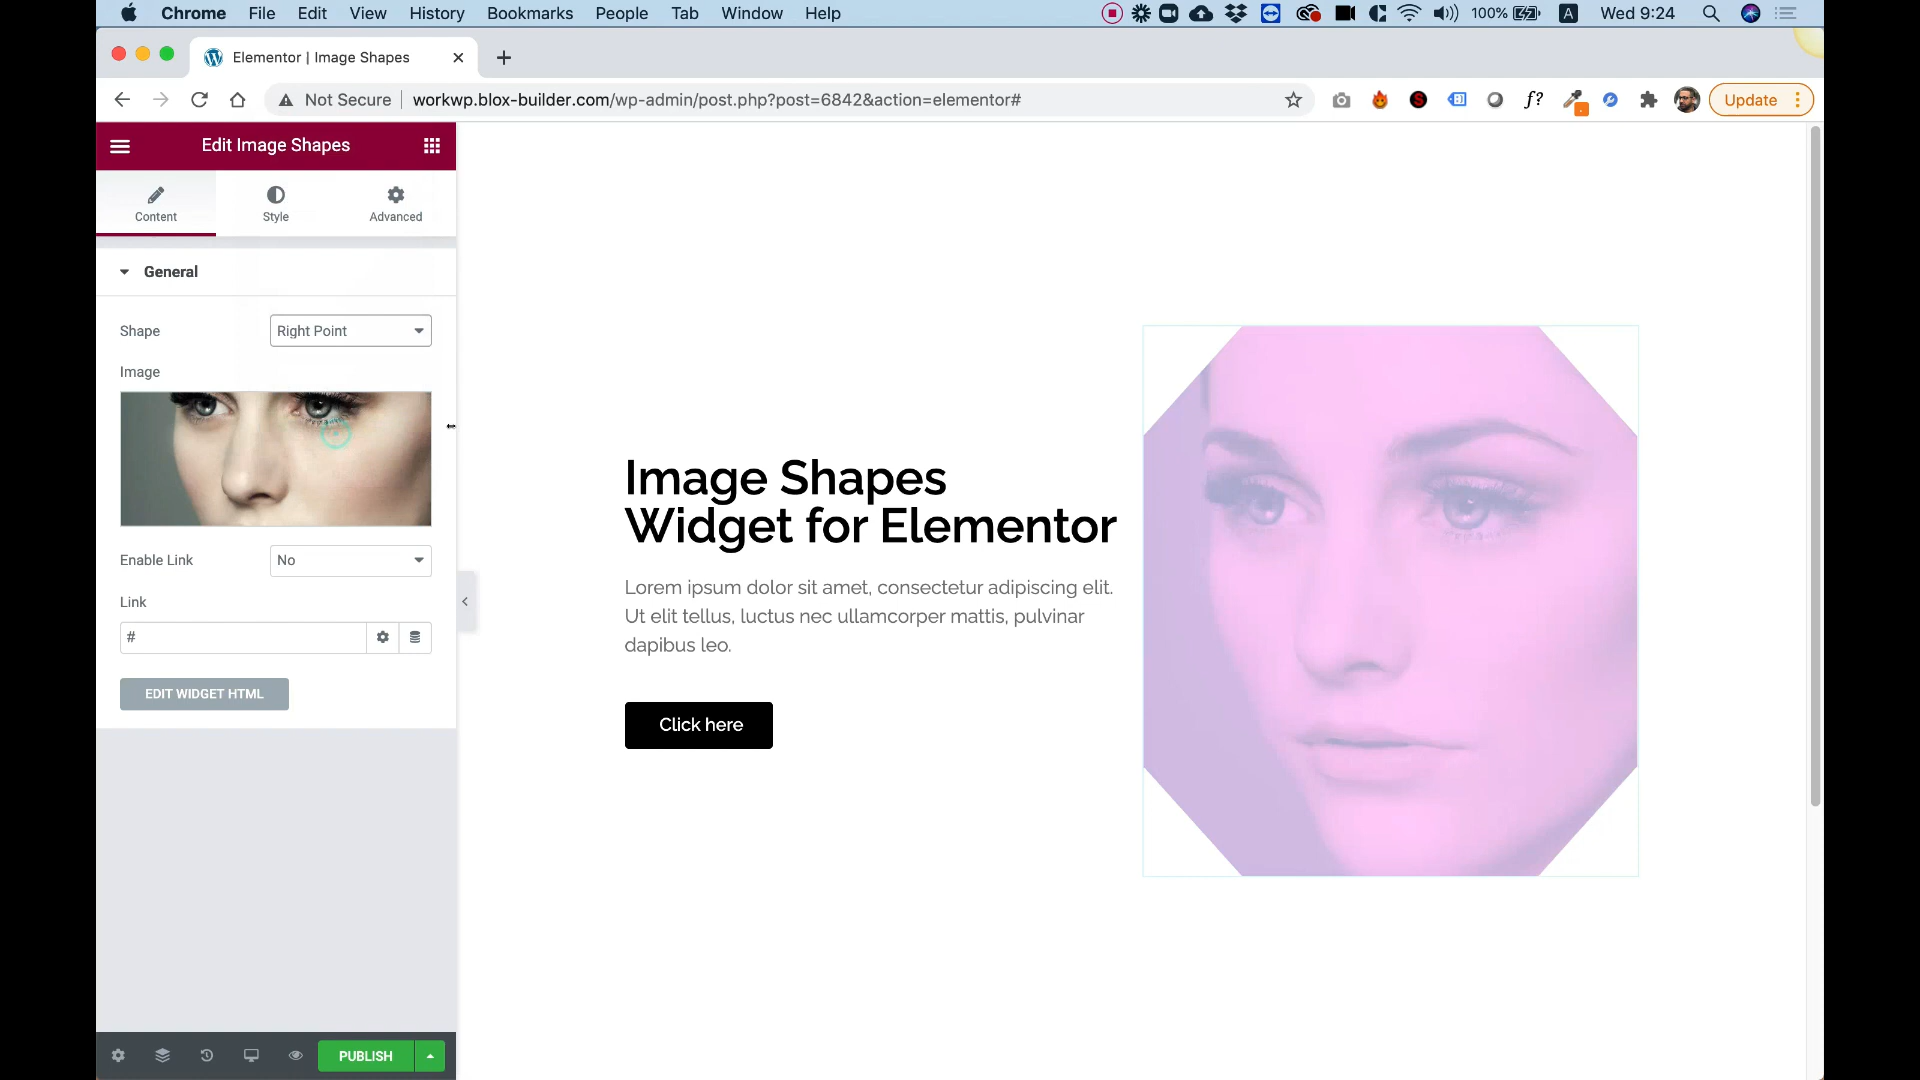 Chrome File Edit View History Bookmarks People Tab Window Help 100% A Wed 9:24
Elementor | Image Shapes
Not Secure workwp.blox-builder.com/wp-admin/post.php?post=6842&action=elementor#
f?
Update
Edit Image Shapes
Content Style Advanced
General
Shape Right Point
Image
Enable Link No
Link
#
EDIT WIDGET HTML
PUBLISH
Image Shapes
Widget for Elementor
Lorem ipsum dolor sit amet, consectetur adipiscing elit.
Ut elit tellus, luctus nec ullamcorper mattis, pulvinar
dapibus leo.
Click here